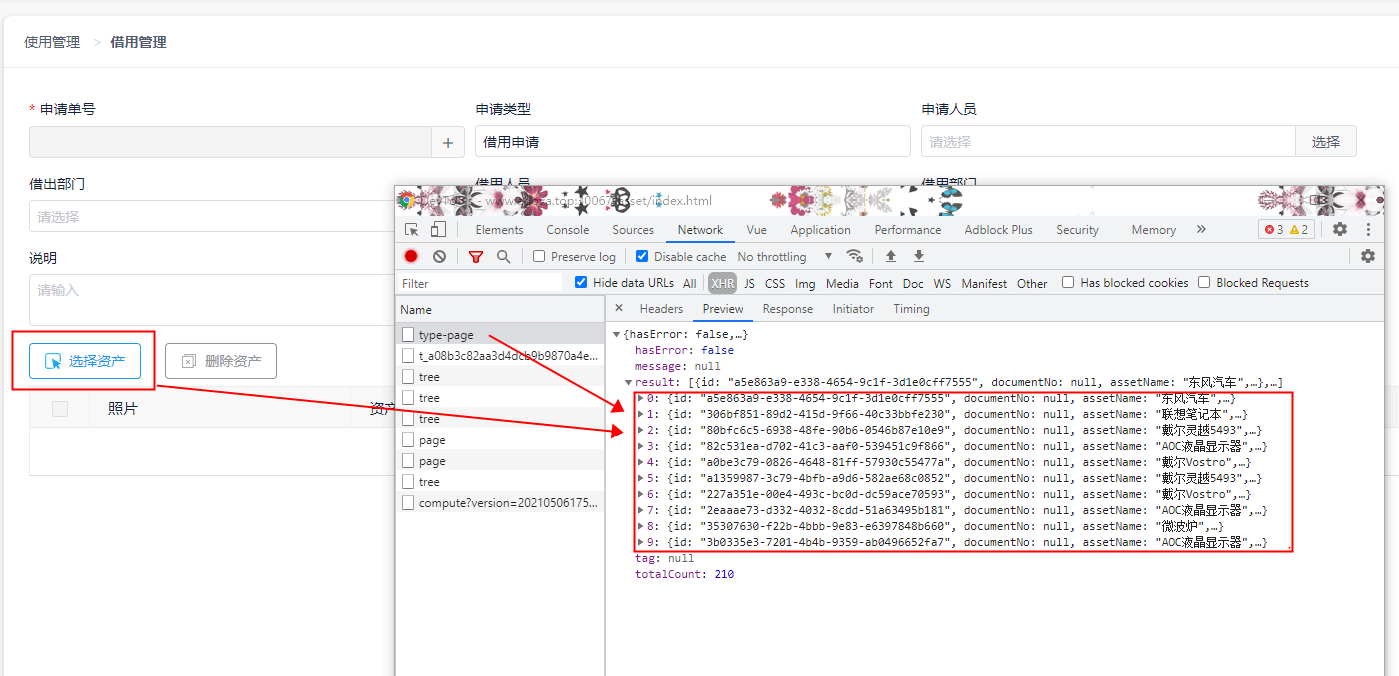 使用管理 > 借用管理
* 申请单号 申请类型 申请人员
+ 借用申请 请选择 选择
借出部门 借用人员 借用部门
请选择
说明
请输入
选择资产 删除资产
照片 资产
Elements Console Sources Network Vue Application Performance Adblock Plus Security Memory » 3 2
Preserve log Disable cache No throttling
Filter Hide data URLs All XHR JS CSS Img Media Font Doc WS Manifest Other Has blocked cookies Blocked Requests
Name
type-page
t_a08b3c82aa3d4dcb9b9870a4e...
tree
tree
tree
page
page
tree
compute?version=20210506175...
× Headers Preview Response Initiator Timing
{hasError: false,…}
hasError: false
message: null
result: [{id: "a5e863a9-e338-4654-9c1f-3d1e0cff7555", documentNo: null, assetName: "东风汽车",…},…]
0: {id: "a5e863a9-e338-4654-9c1f-3d1e0cff7555", documentNo: null, assetName: "东风汽车",…}
1: {id: "306bf851-89d2-415d-9f66-40c33bbfe230", documentNo: null, assetName: "联想笔记本",…}
2: {id: "80bfc6c5-6938-48fe-90b6-0546b87e10e9", documentNo: null, assetName: "戴尔灵越5493",…}
3: {id: "82c531ea-d702-41c3-aaf0-539451c9f866", documentNo: null, assetName: "AOC液晶显示器",…}
4: {id: "a0be3c79-0826-4648-81ff-57930c55477a", documentNo: null, assetName: "戴尔Vostro",…}
5: {id: "a1359987-3c79-4bfb-a9d6-582ae68c0852", documentNo: null, assetName: "戴尔灵越5493",…}
6: {id: "227a351e-00e4-493c-bc0d-dc59ace70593", documentNo: null, assetName: "戴尔Vostro",…}
7: {id: "2eaaae73-d332-4032-8cdd-51a63495b181", documentNo: null, assetName: "AOC液晶显示器",…}
8: {id: "35307630-f22b-4bbb-9e83-e6397848b660", documentNo: null, assetName: "微波炉",…}
9: {id: "3b0335e3-7201-4b4b-9359-ab0496652fa7", documentNo: null, assetName: "AOC液晶显示器",…}
tag: null
totalCount: 210